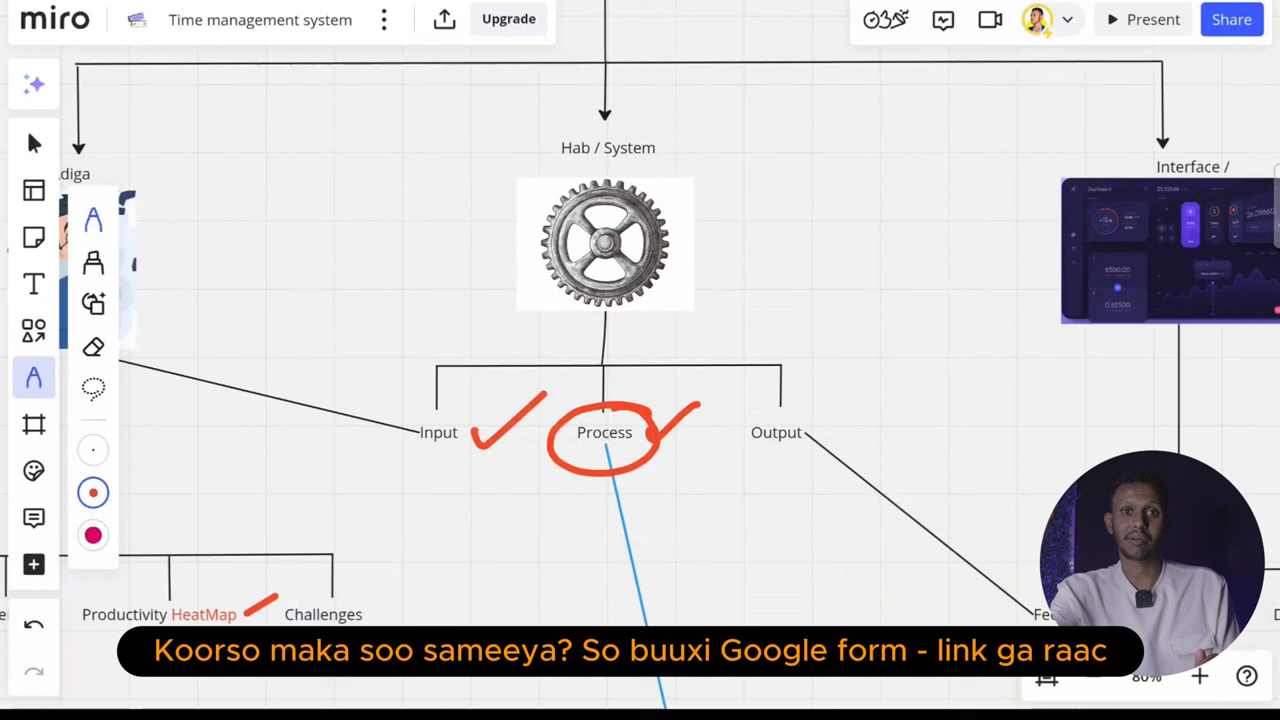 miro
Time management system
Upgrade
Present
Share
Hab / System
Interface /
Input
Process
Output
Productivity HeatMap
Challenges
Koorso maka soo sameeya? So buuxi Google form - link ga raac
80%